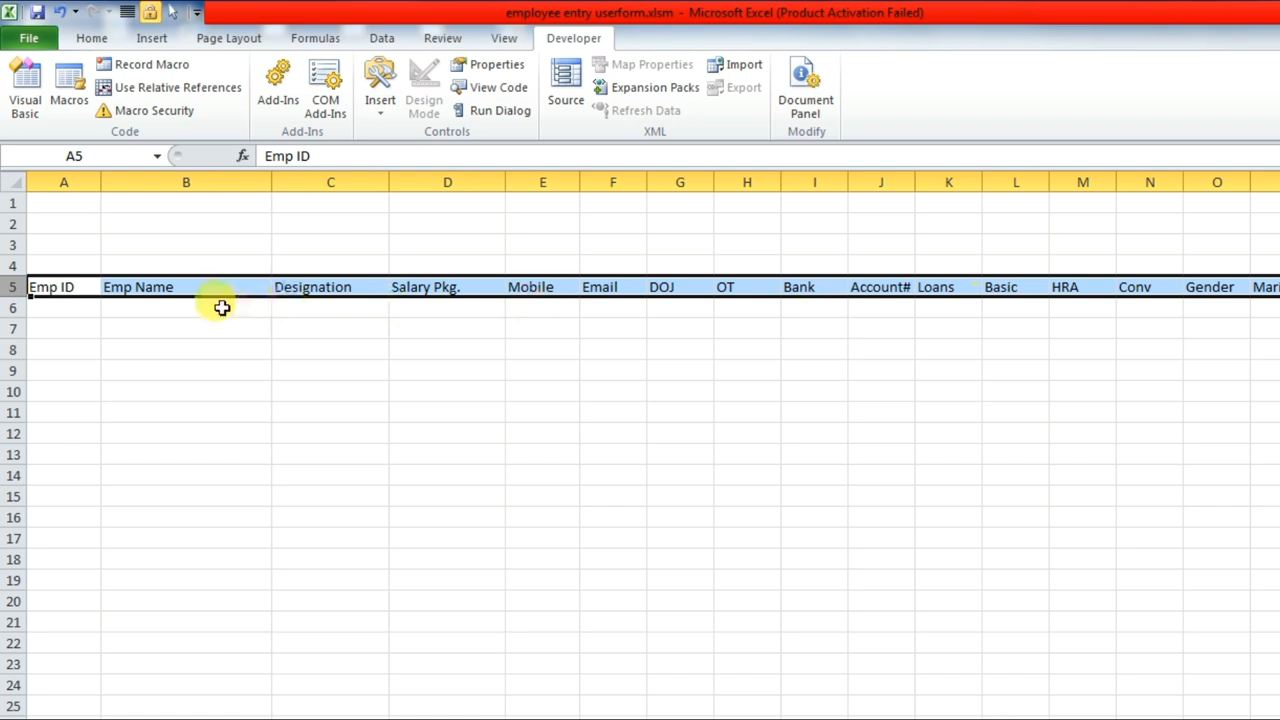 employee entry userform.xlsm - Microsoft Excel (Product Activation Failed)
File Home Insert Page Layout Formulas Data Review View Developer
Visual Basic
Macros
Record Macro
Use Relative References
Macro Security
Code
Add-Ins
COM Add-Ins
Add-Ins
Insert
Design Mode
Properties
View Code
Run Dialog
Controls
Source
Map Properties
Expansion Packs
Refresh Data
Import
Export
XML
Document Panel
Modify
A5 fx Emp ID
A B C D E F G H I J K L M N O
1
2
3
4
5 Emp ID Emp Name Designation Salary Pkg. Mobile Email DOJ OT Bank Account# Loans Basic HRA Conv Gender Mari
6
7
8
9
10
11
12
13
14
15
16
17
18
19
20
21
22
23
24
25